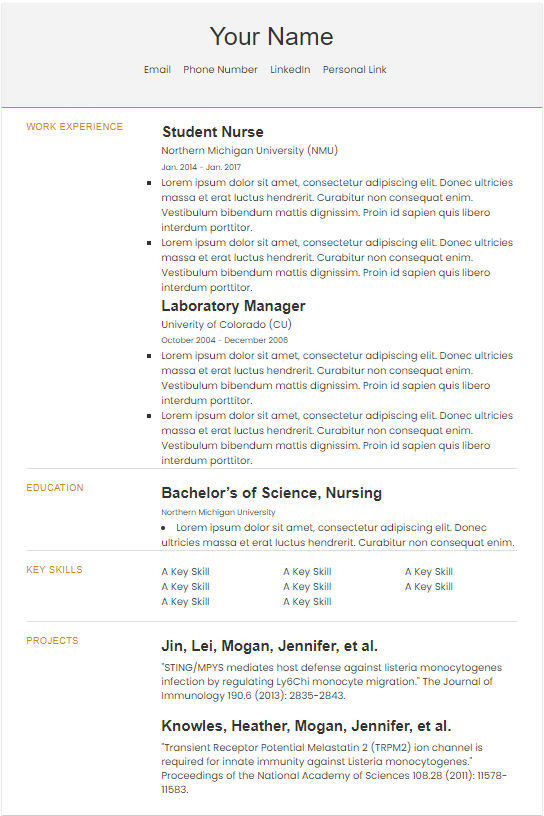 Your Name
Email Phone Number LinkedIn Personal Link
WORK EXPERIENCE
Student Nurse
Northern Michigan University (NMU)
Jan. 2014 - Jan. 2017
Lorem ipsum dolor sit amet, consectetur adipiscing elit. Donec ultricies
massa et erat luctus hendrerit. Curabitur non consequat enim.
Vestibulum bibendum mattis dignissim. Proin id sapien quis libero
interdum porttitor.
Lorem ipsum dolor sit amet, consectetur adipiscing elit. Donec ultricies
massa et erat luctus hendrerit. Curabitur non consequat enim.
Vestibulum bibendum mattis dignissim. Proin id sapien quis libero
interdum porttitor.
Laboratory Manager
Univerity of Colorado (CU)
October 2004 - December 2006
Lorem ipsum dolor sit amet, consectetur adipiscing elit. Donec ultricies
massa et erat luctus hendrerit. Curabitur non consequat enim.
Vestibulum bibendum mattis dignissim. Proin id sapien quis libero
interdum porttitor.
Lorem ipsum dolor sit amet, consectetur adipiscing elit. Donec ultricies
massa et erat luctus hendrerit. Curabitur non consequat enim.
Vestibulum bibendum mattis dignissim. Proin id sapien quis libero
interdum porttitor.
EDUCATION
Bachelor’s of Science, Nursing
Northern Michigan University
Lorem ipsum dolor sit amet, consectetur adipiscing elit. Donec
ultricies massa et erat luctus hendrerit. Curabitur non consequat enim.
KEY SKILLS
A Key Skill A Key Skill A Key Skill
A Key Skill A Key Skill A Key Skill
A Key Skill A Key Skill
PROJECTS
Jin, Lei, Mogan, Jennifer, et al.
"STING/MPYS mediates host defense against listeria monocytogenes
infection by regulating Ly6Chi monocyte migration." The Journal of
Immunology 190.6 (2013): 2835-2843.
Knowles, Heather, Mogan, Jennifer, et al.
"Transient Receptor Potential Melastatin 2 (TRPM2) ion channel is
required for innate immunity against Listeria monocytogenes."
Proceedings of the National Academy of Sciences 108.28 (2011): 11578-
11583.